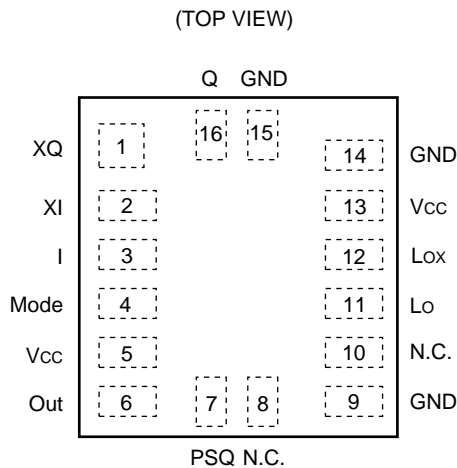 (TOP VIEW)
Q GND
16 15
XQ 1 14 GND
XI 2 13 VCC
I 3 12 LOX
Mode 4 11 LO
VCC 5 10 N.C.
Out 6 7 8 9 GND
PSQ N.C.